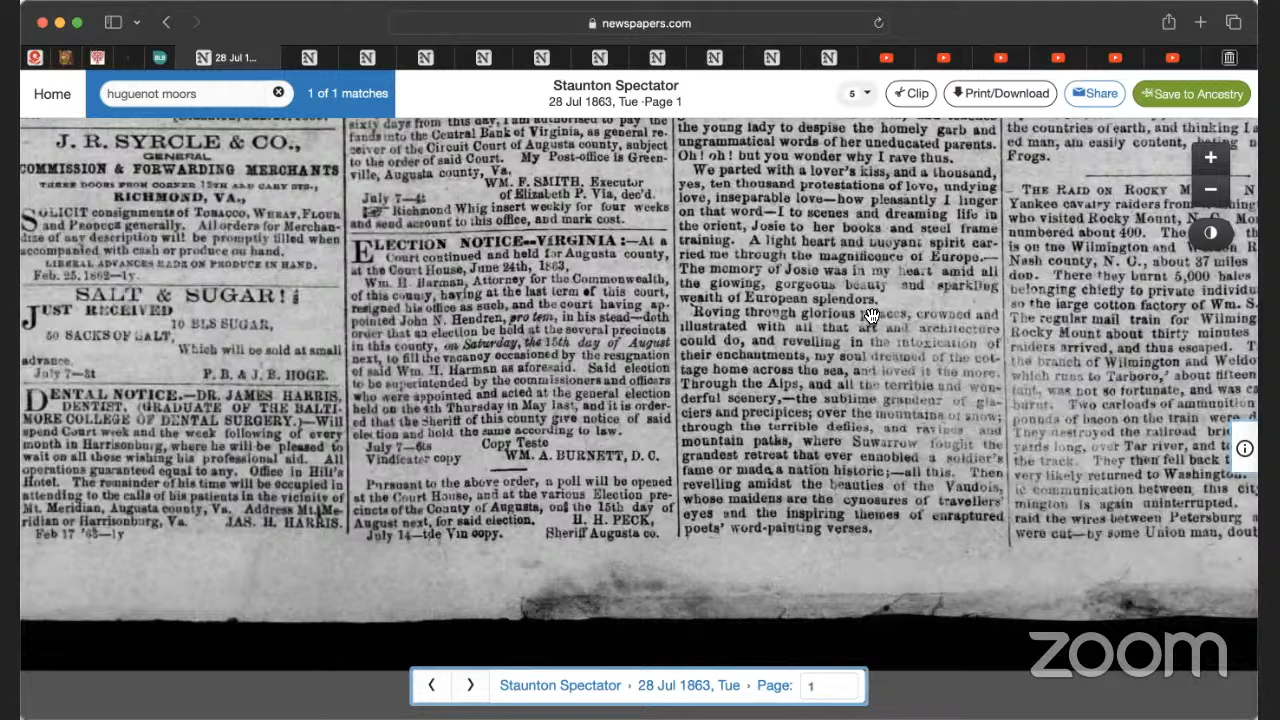 newspapers.com
28 Jul 1...
Home
huguenot moors
1 of 1 matches
Staunton Spectator
28 Jul 1863, Tue · Page 1
5
Clip
Print/Download
Share
Save to Ancestry
J. R. SYRCLE & CO.,
GENERAL
COMMISSION & FORWARDING MERCHANTS
THREE DOORS FROM CORNER 12TH AND CARY STS.,
RICHMOND, VA.,
SOLICIT consignments of TOBACCO, WHEAT, FLOUR
and PRODUCE generally. All orders for Merchan-
dize of any description will be promptly filled when
accompanied with cash or produce on hand.
LIBERAL ADVANCES MADE ON PRODUCE IN HAND.
Feb. 25, 1862—1y.
SALT & SUGAR!
JUST RECEIVED
10 BLS SUGAR,
50 SACKS OF SALT,
Which will be sold at small
advance.
July 7—3t P. B. & J. E. HOGE.
DENTAL NOTICE.—DR. JAMES HARRIS,
DENTIST, (GRADUATE OF THE BALTI-
MORE COLLEGE OF DENTAL SURGERY.)—Will
spend Court week and the week following of every
month in Harrisonburg, where he will be pleased to
wait on all those wishing his professional aid. All
operations guaranteed equal to any. Office in Hill's
Hotel. The remainder of his time will be occupied in
attending to the calls of his patients in the vicinity of
Mt. Meridian, Augusta county, Va. Address Mt. Me-
ridian or Harrisonburg, Va. JAS. H. HARRIS.
Feb 17 '63—1y
sixty days from this day, I am authorised to pay the
funds into the Central Bank of Virginia, as general re-
ceiver of the Circuit Court of Augusta county, subject
to the order of said Court. My Post-office is Green-
ville, Augusta county, Va.
WM. F. SMITH, Executor
July 7—4t of Elizabeth P. Via, dec'd.
Richmond Whig insert weekly for four weeks
and send account to this office, and mark cost.
ELECTION NOTICE--VIRGINIA:—At a
Court continued and held for Augusta county,
at the Court House, June 24th, 1863,
Wm. H. Harman, Attorney for the Commonwealth,
of this county, having at the last term of this court,
resigned his office as such, and the court having ap-
pointed John N. Hendren, pro tem, in his stead—doth
order that an election be held at the several precincts
in this county, on Saturday, the 15th day of August
next, to fill the vacancy occasioned by the resignation
of said Wm. H. Harman as aforesaid. Said election
to be superintended by the commissioners and officers
who were appointed and acted at the general election
held on the 4th Thursday in May last, and it is order-
ed that the Sheriff of this county give notice of said
election and hold the same according to law.
Copy Teste
July 7—6ts WM. A. BURNETT, D. C.
Vindicator copy
Pursuant to the above order, a poll will be opened
at the Court House, and at the various Election pre-
cincts of the County of Augusta, on the 15th day of
August next, for said election. H. H. PECK,
July 14—tde Vin copy. Sheriff Augusta co.
the young lady to despise the homely garb and
ungrammatical words of her uneducated parents.
Oh! oh! but you wonder why I rave thus.
We parted with a lover's kiss, and a thousand,
yes, ten thousand protestations of love, undying
love, inseparable love—how pleasantly I linger
on that word—I to scenes and dreaming life in
the orient, Josie to her books and steel frame
training. A light heart and buoyant spirit car-
ried me through the magnificence of Europe.—
The memory of Josie was in my heart amid all
the glowing, gorgeous beauty and sparkling
wealth of European splendors.
Roving through glorious crowned and
illustrated with all that art and architecture
could do, and revelling in the intoxication of
their enchantments, my soul dreamed of the cot-
tage home across the sea, and loved it the more.
Through the Alps, and all the terrible and won-
derful scenery,—the sublime grandeur of gla-
ciers and precipices; over the mountains of snow;
through the terrible defiles, and ravines and
mountain paths, where Suwarrow fought the
grandest retreat that ever ennobled a soldier's
fame or made a nation historic;—all this. Then
revelling amidst the beauties of the Vaudois,
whose maidens are the cynosures of travellers'
eyes and the inspiring themes of enraptured
poets' word-painting verses.
the countries of earth, and thinking I a
ed man, am easily content,
Frogs.
THE RAID ON ROCKY
Yankee cavalry raiders from
who visited Rocky Mount, N. C.,
numbered about 400. The
is on the Wilmington and
Nash county, N. C., about 37 miles
don. There they burnt 5,000 bales
belonging chiefly to private individu
so the large cotton factory of Wm. S.
The regular mail train for Wilming
Rocky Mount about thirty minutes
raiders arrived, and thus escaped. T
the branch of Wilmington and Weldo
which runs to Tarboro,' about fifteen
was not so fortunate, and was ca
burnt. Two carloads of ammunition
pounds of bacon on the train were d
They destroyed the railroad bri
yards long, over Tar river, and
the track. They then fell back
very likely returned to Washington.
communication between this city
mington is again uninterrupted.
raid the wires between Petersburg
were cut—by some Union man, dout
zoom
Staunton Spectator › 28 Jul 1863, Tue › Page: 1